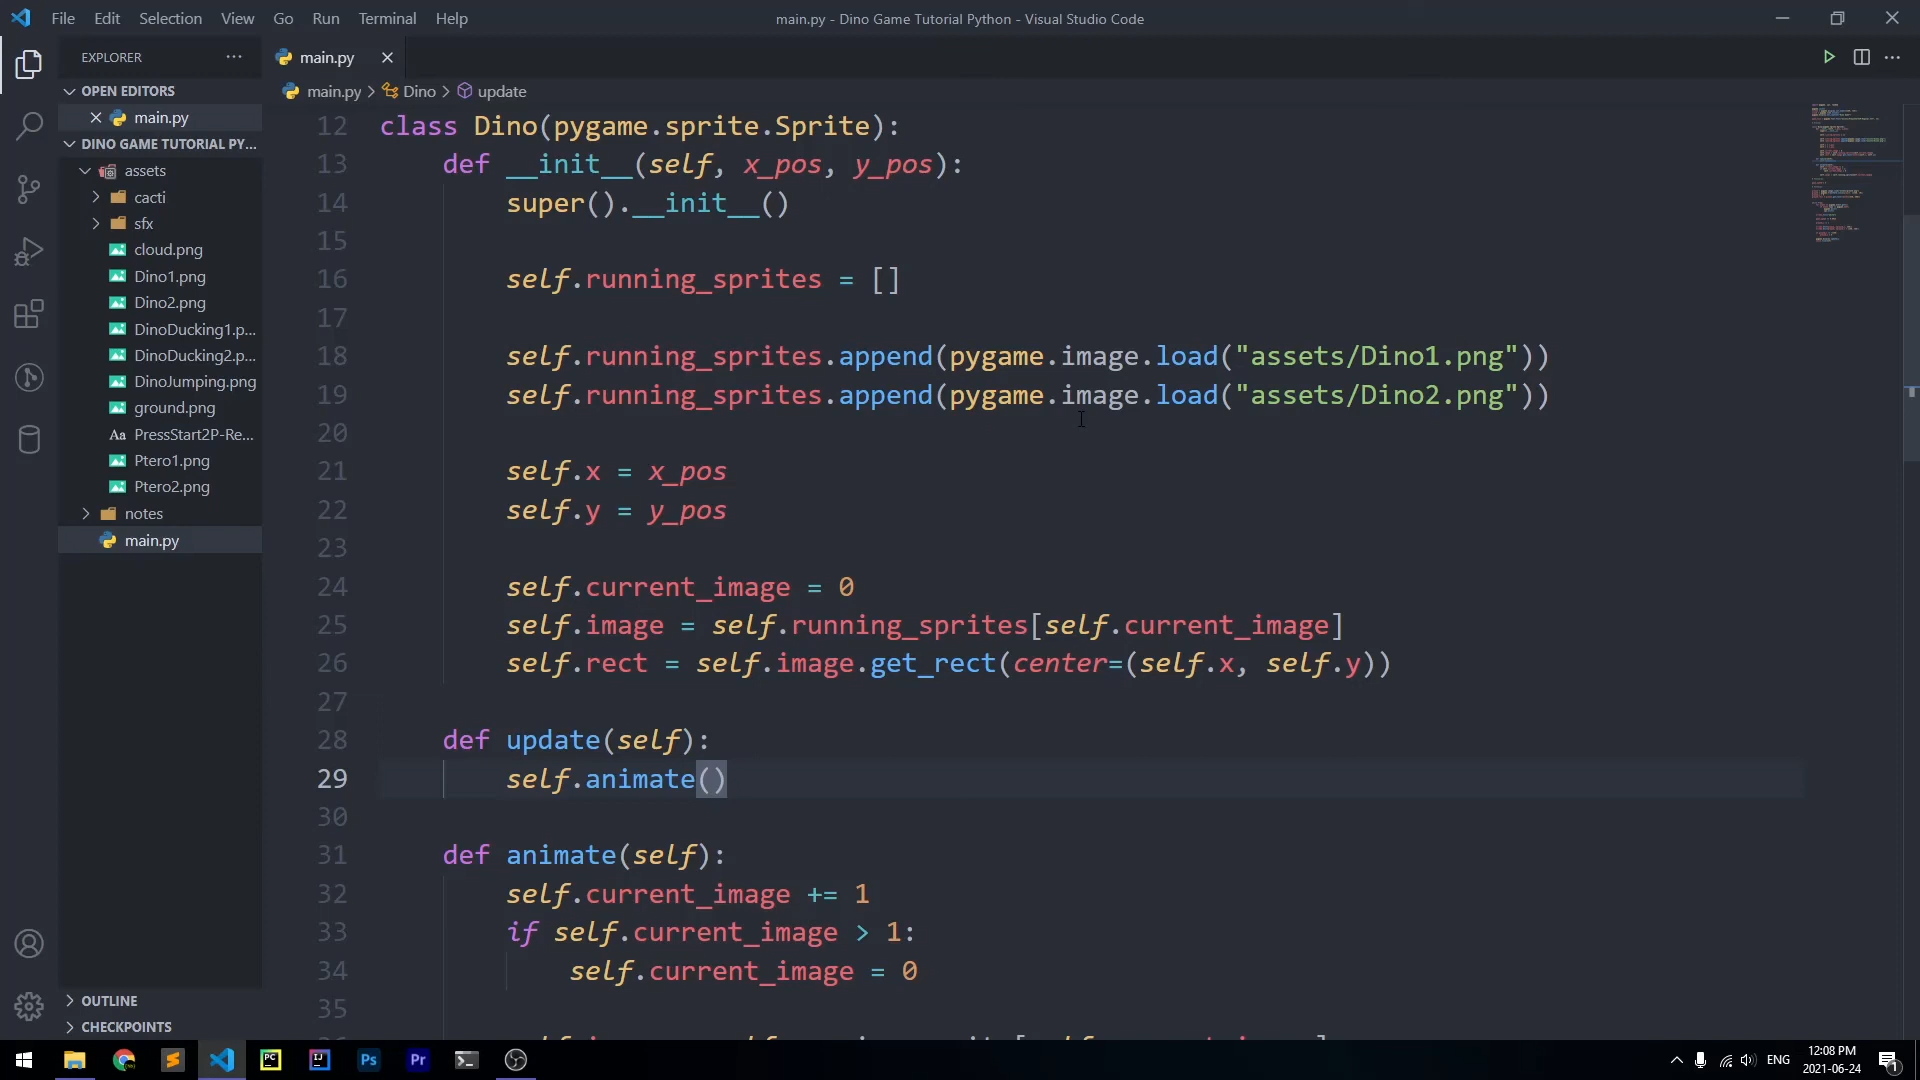 File Edit Selection View Go Run Terminal Help
main.py - Dino Game Tutorial Python - Visual Studio Code
EXPLORER
main.py
OPEN EDITORS
main.py > Dino > update
main.py
DINO GAME TUTORIAL PY...
assets
cacti
sfx
cloud.png
Dino1.png
Dino2.png
DinoDucking1.p...
DinoDucking2.p...
DinoJumping.png
ground.png
Aa PressStart2P-Re...
Ptero1.png
Ptero2.png
notes
main.py
OUTLINE
CHECKPOINTS
12 class Dino(pygame.sprite.Sprite):
13     def __init__(self, x_pos, y_pos):
14         super().__init__()
15
16         self.running_sprites = []
17
18         self.running_sprites.append(pygame.image.load("assets/Dino1.png"))
19         self.running_sprites.append(pygame.image.load("assets/Dino2.png"))
20
21         self.x = x_pos
22         self.y = y_pos
23
24         self.current_image = 0
25         self.image = self.running_sprites[self.current_image]
26         self.rect = self.image.get_rect(center=(self.x, self.y))
27
28     def update(self):
29         self.animate()
30
31     def animate(self):
32         self.current_image += 1
33         if self.current_image > 1:
34             self.current_image = 0
35
PC
IJ
Ps
Pr
ENG
12:08 PM
2021-06-24
1